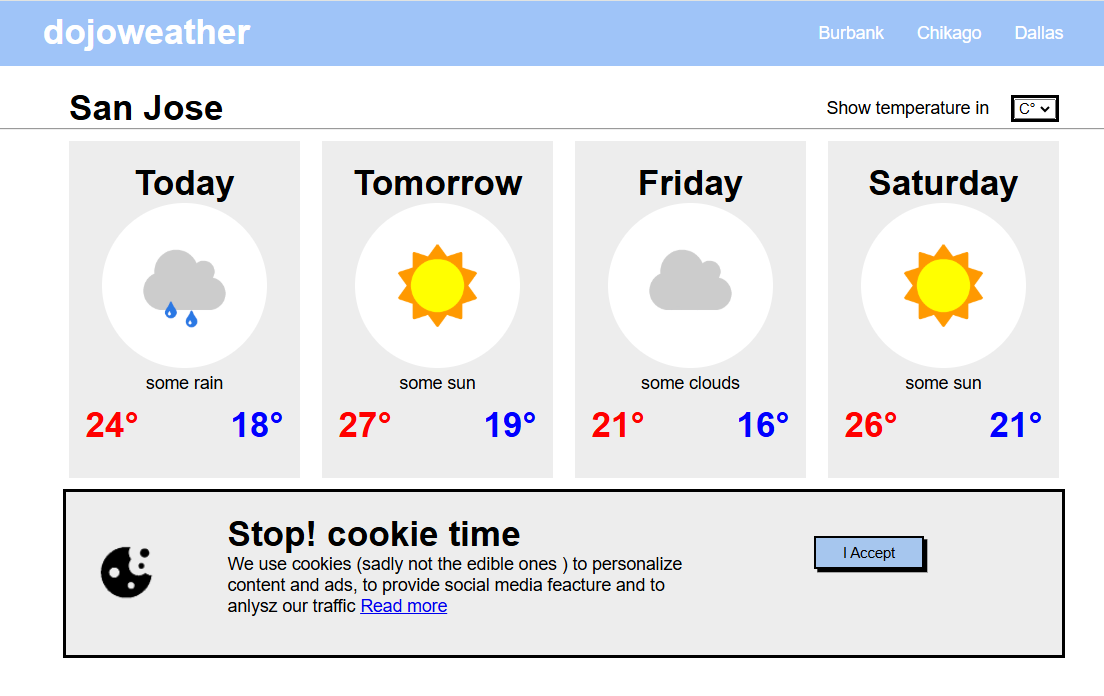 dojoweather
Burbank Chikago Dallas
San Jose
Show temperature in C°
Today Tomorrow Friday Saturday
some rain some sun some clouds some sun
24° 18° 27° 19° 21° 16° 26° 21°
Stop! cookie time
We use cookies (sadly not the edible ones ) to personalize
content and ads, to provide social media feacture and to
anlysz our traffic Read more
I Accept